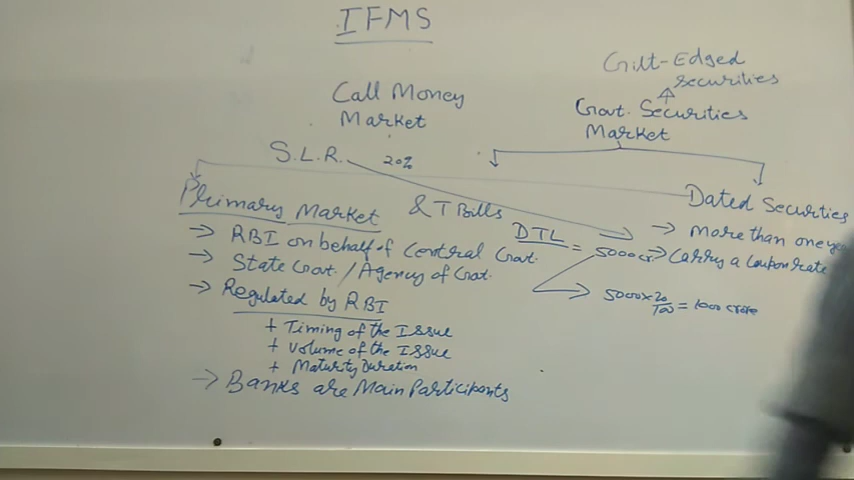 IFMS
Gilt-Edged
Securities
Call Money
Market
Govt. Securities
Market
S.L.R. 20%
Primary Market
& T Bills
Dated Securties
→ More than one
→ Carry a Coupon rate
DTL = 5000 cr
5000 × 20/100 = 1000 crore
→ RBI on behalf of Central Govt.
→ State Govt. / Agency of Govt.
→ Regulated by RBI
+ Timing of the Issue
+ Volume of the Issue
+ Maturity Duration
→ Banks are Main Participants